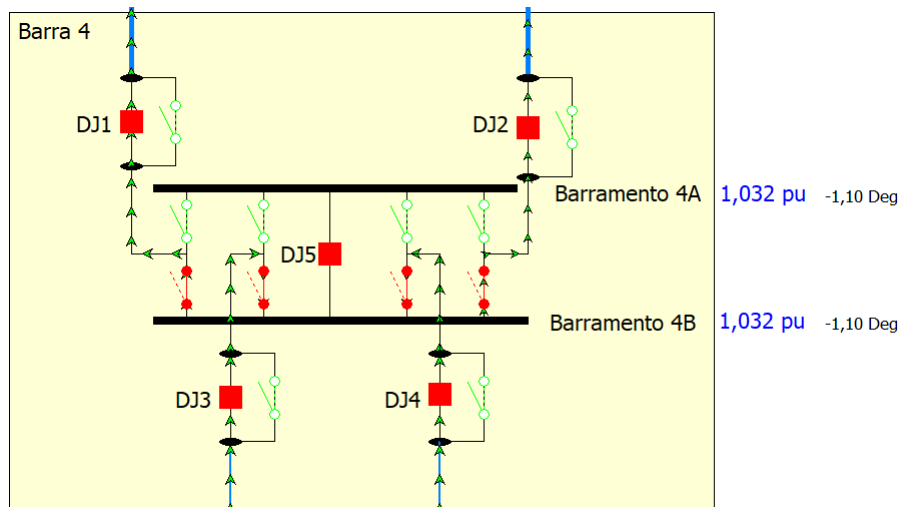 Barra 4
DJ1
DJ2
Barramento 4A 1,032 pu -1,10 Deg
DJ5
Barramento 4B 1,032 pu -1,10 Deg
DJ3
DJ4